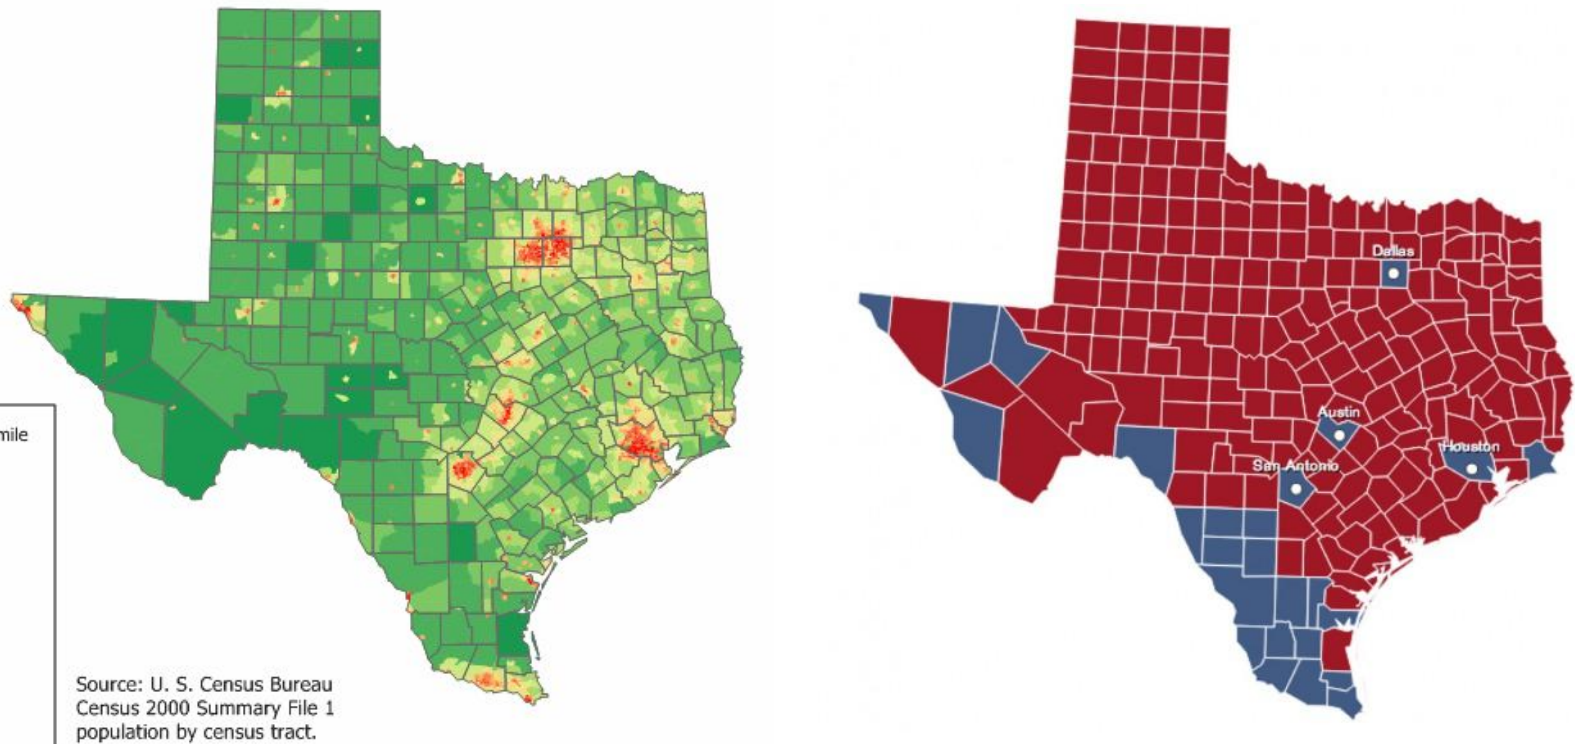 mile
Source: U. S. Census Bureau
Census 2000 Summary File 1
population by census tract.
Dallas
Austin
Houston
San Antonio